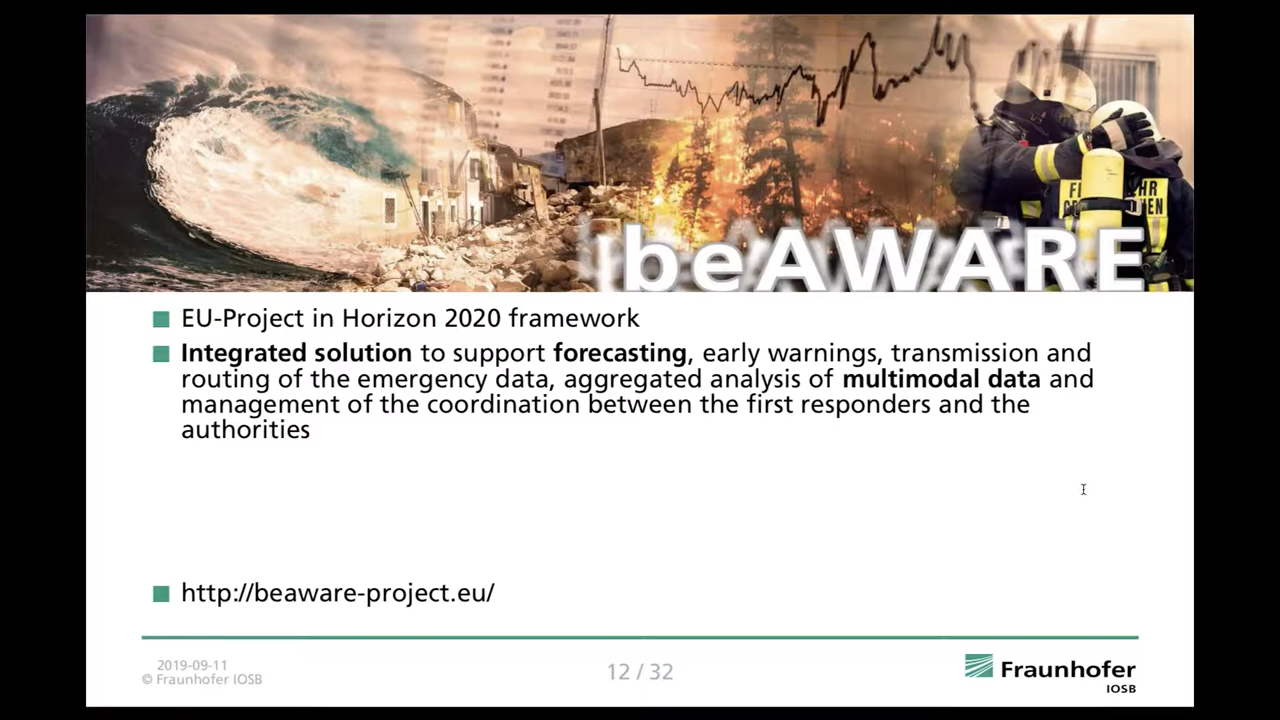 beAWARE
EU-Project in Horizon 2020 framework
Integrated solution to support forecasting, early warnings, transmission and
routing of the emergency data, aggregated analysis of multimodal data and
management of the coordination between the first responders and the
authorities
http://beaware-project.eu/
2019-09-11
© Fraunhofer IOSB
12 / 32
Fraunhofer
IOSB